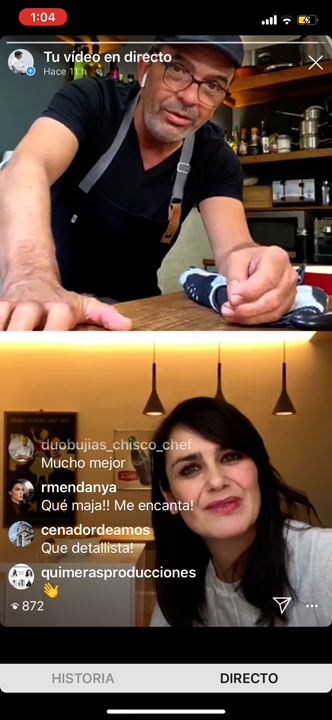 1:04
Tu vídeo en directo
Hace 11 h
duobujias_chisco_chef
Mucho mejor
rmendanya
Qué maja!! Me encanta!
cenadordeamos
Que detallista!
quimerasproducciones
👋
872
HISTORIA
DIRECTO